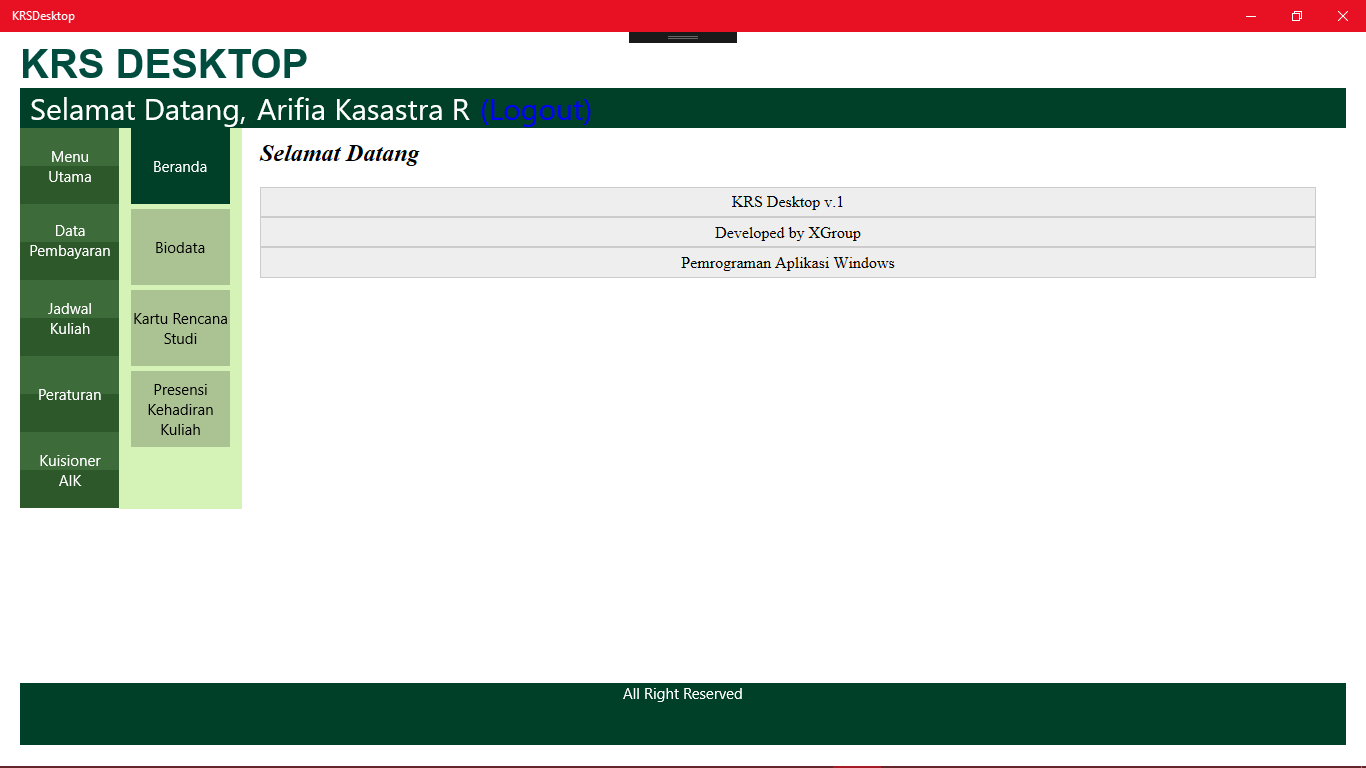 KRSDesktop
KRS DESKTOP
Selamat Datang, Arifia Kasastra R (Logout)
Menu
Utama
Data
Pembayaran
Jadwal
Kuliah
Peraturan
Kuisioner
AIK
Beranda
Biodata
Kartu Rencana
Studi
Presensi
Kehadiran
Kuliah
Selamat Datang
KRS Desktop v.1
Developed by XGroup
Pemrograman Aplikasi Windows
All Right Reserved